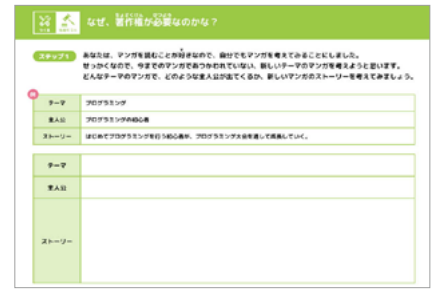 なぜ、著作権が必要なのかな？
ステップ1
あなたは、マンガを読むことが好きなので、自分でもマンガを考えてみることにしました。
せっかくなので、今までのマンガであつかわれていない、新しいテーマのマンガを考えようと思います。
どんなテーマのマンガで、どのような主人公が出てくるか、新しいマンガのストーリーを考えてみましょう。
例
テーマ プログラミング
主人公 プログラミングの初心者
ストーリー はじめてプログラミングを行う初心者が、プログラミング大会を通して成長していく。
テーマ
主人公
ストーリー